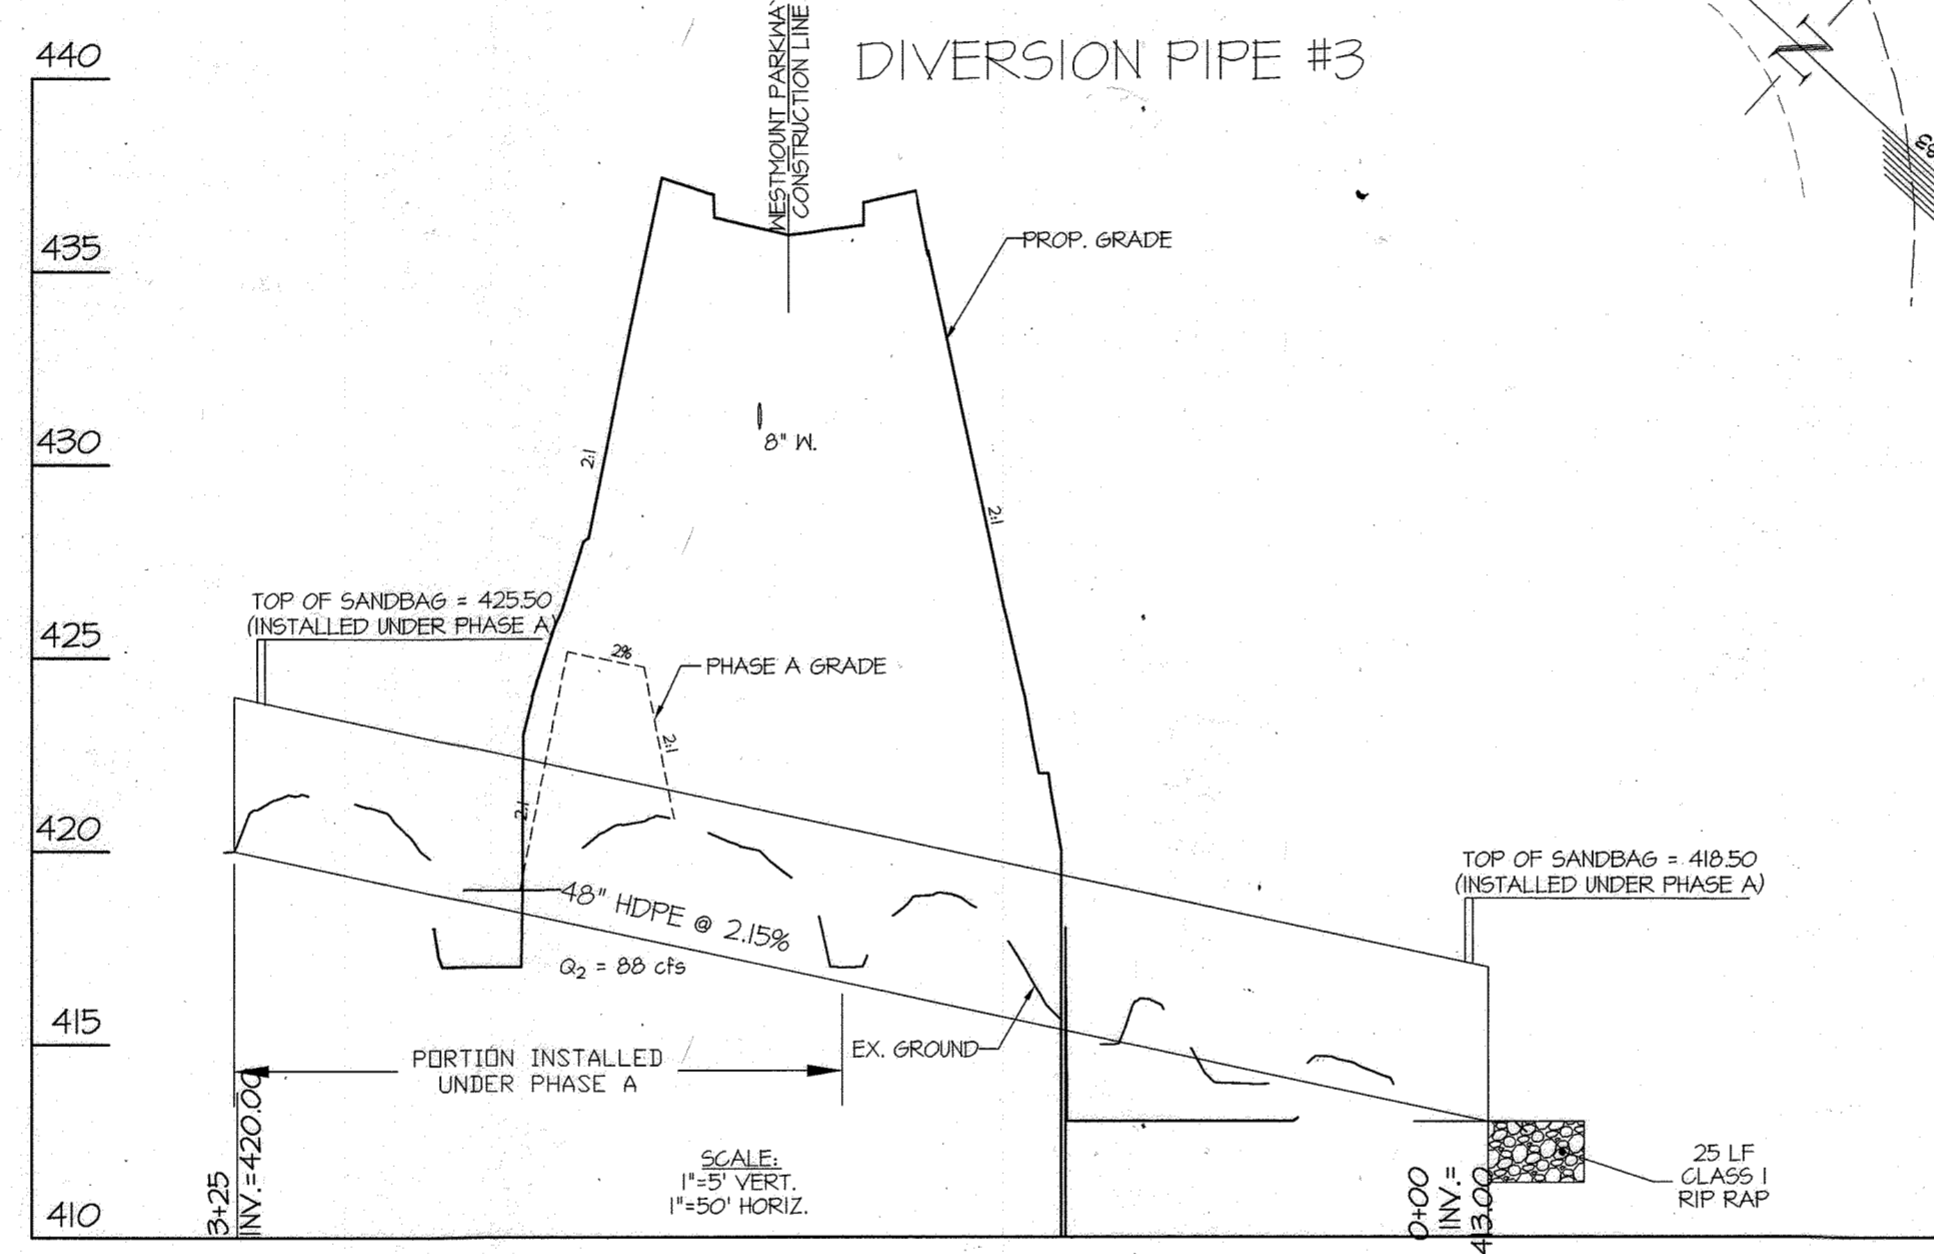 DIVERSION PIPE #3
WESTMOUNT PARKWAY
CONSTRUCTION LINE
440
435
430
425
420
415
410
PROP. GRADE
8" W.
2:1
2:1
TOP OF SANDBAG = 425.50
(INSTALLED UNDER PHASE A)
2%
PHASE A GRADE
2:1
2:1
48" HDPE @ 2.15%
Q2 = 88 cfs
TOP OF SANDBAG = 418.50
(INSTALLED UNDER PHASE A)
EX. GROUND
PORTION INSTALLED
UNDER PHASE A
3+25
INV.=420.00
SCALE:
1"=5' VERT.
1"=50' HORIZ.
0+00
INV.=
413.00
25 LF
CLASS I
RIP RAP